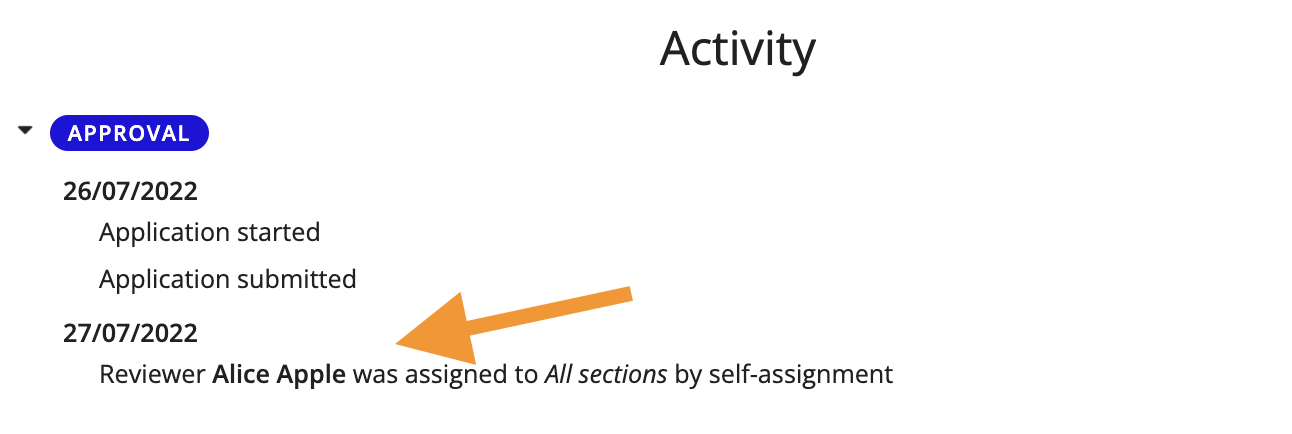 Activity
APPROVAL
26/07/2022
Application started
Application submitted
27/07/2022
Reviewer Alice Apple was assigned to All sections by self-assignment